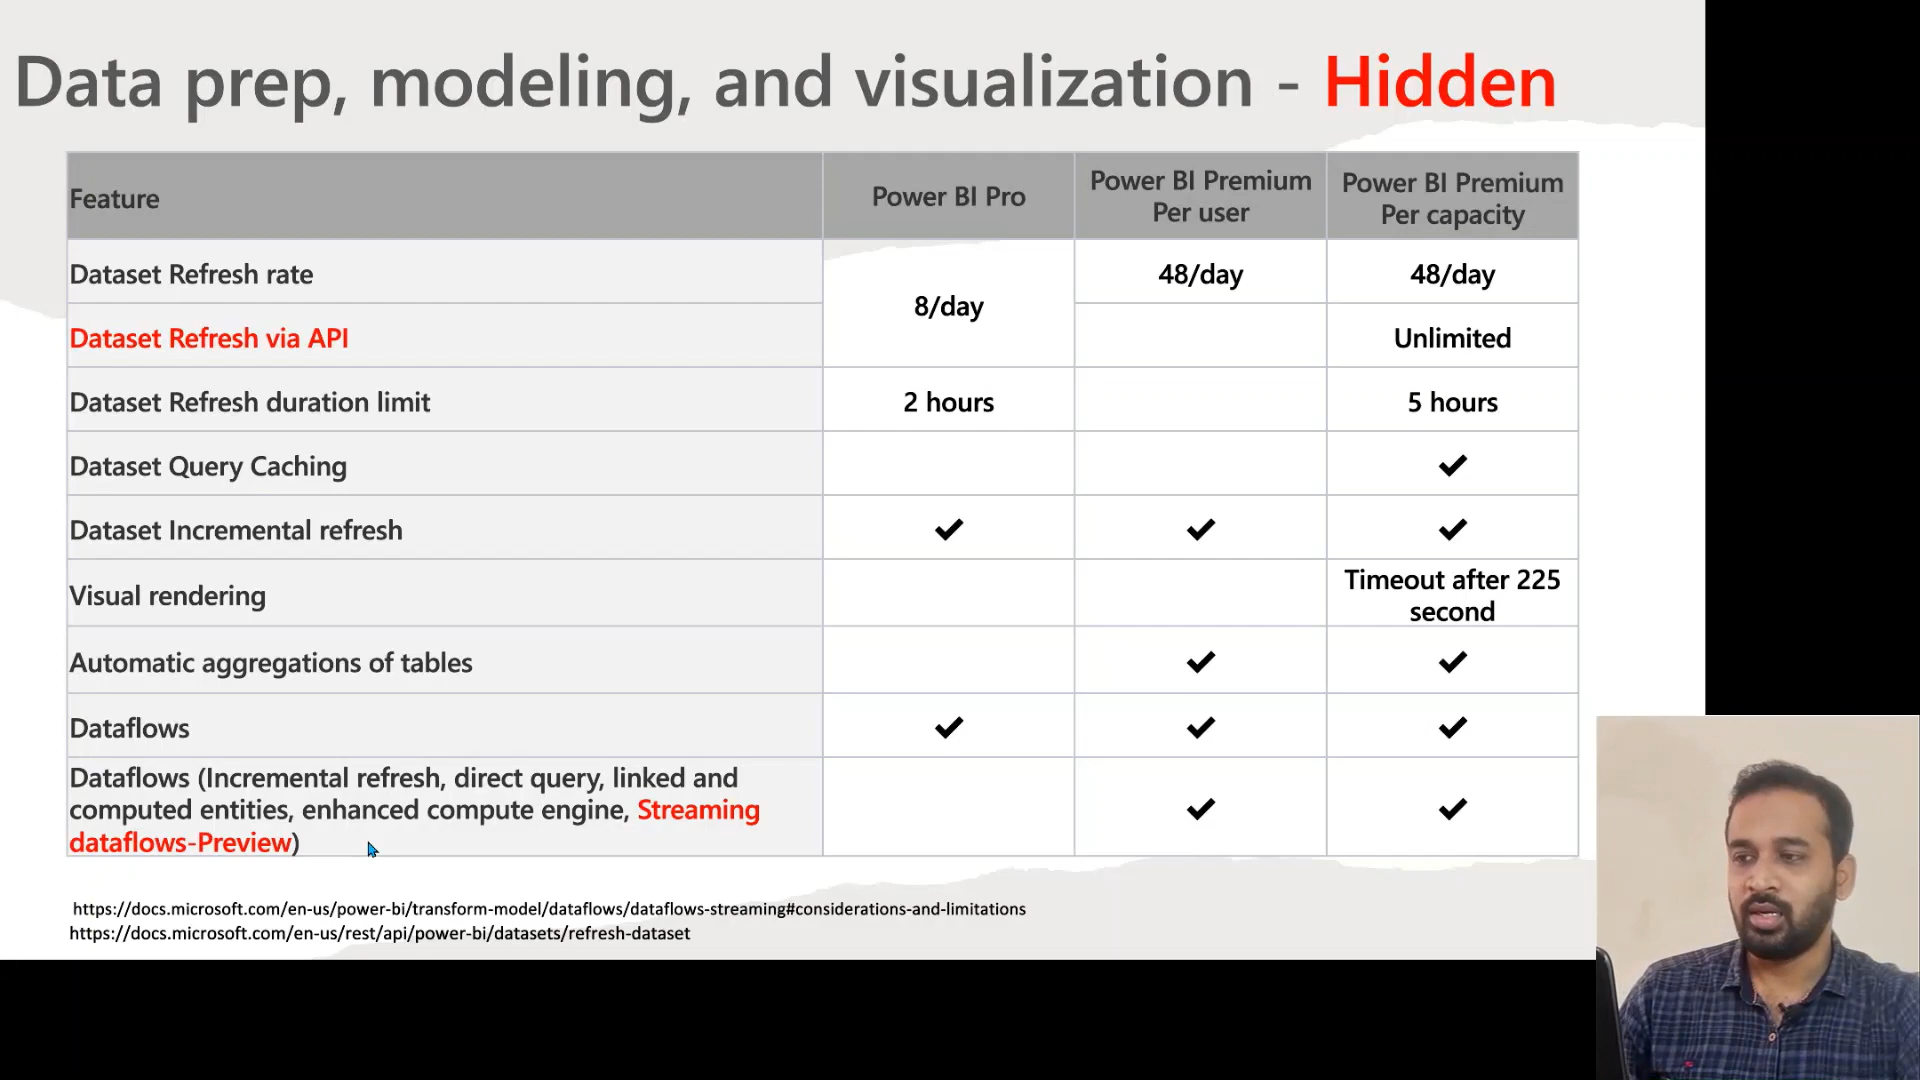 Data prep, modeling, and visualization - Hidden
Feature
Power BI Pro
Power BI Premium
Per user
Power BI Premium
Per capacity
Dataset Refresh rate
8/day
48/day
48/day
Dataset Refresh via API
Unlimited
Dataset Refresh duration limit
2 hours
5 hours
Dataset Query Caching
✔
Dataset Incremental refresh
✔
✔
✔
Visual rendering
Timeout after 225
second
Automatic aggregations of tables
✔
✔
Dataflows
✔
✔
✔
Dataflows (Incremental refresh, direct query, linked and
computed entities, enhanced compute engine, Streaming
dataflows-Preview)
✔
✔
https://docs.microsoft.com/en-us/power-bi/transform-model/dataflows/dataflows-streaming#considerations-and-limitations
https://docs.microsoft.com/en-us/rest/api/power-bi/datasets/refresh-dataset